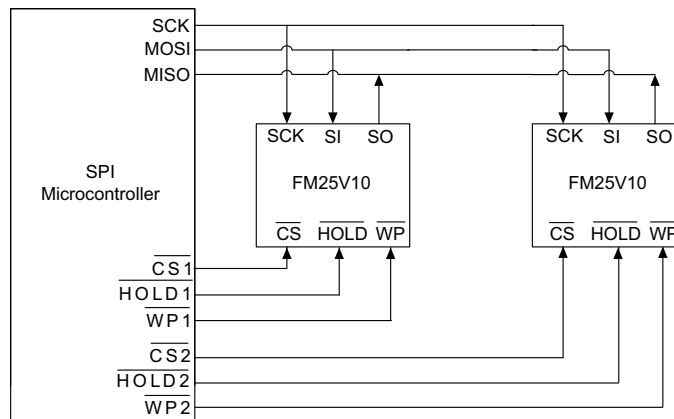 SCK
MOSI
MISO
SCK SI SO
SCK SI SO
SPI
Microcontroller
FM25V10
FM25V10
CS HOLD WP
CS HOLD WP
CS1
HOLD1
WP1
CS2
HOLD2
WP2